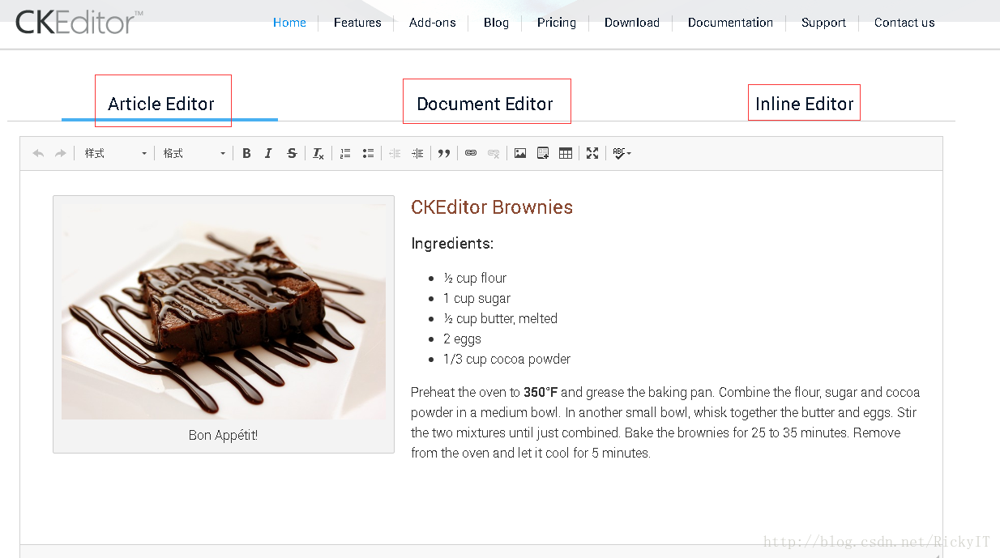 CKEditor™
Home Features Add-ons Blog Pricing Download Documentation Support Contact us
Article Editor Document Editor Inline Editor
样式 格式 B I S Tx ABC
CKEditor Brownies
Ingredients:
½ cup flour
1 cup sugar
½ cup butter, melted
2 eggs
1/3 cup cocoa powder
Bon Appétit!
Preheat the oven to 350°F and grease the baking pan. Combine the flour, sugar and cocoa
powder in a medium bowl. In another small bowl, whisk together the butter and eggs. Stir
the two mixtures until just combined. Bake the brownies for 25 to 35 minutes. Remove
from the oven and let it cool for 5 minutes.
http://blog.csdn.net/RickyIT